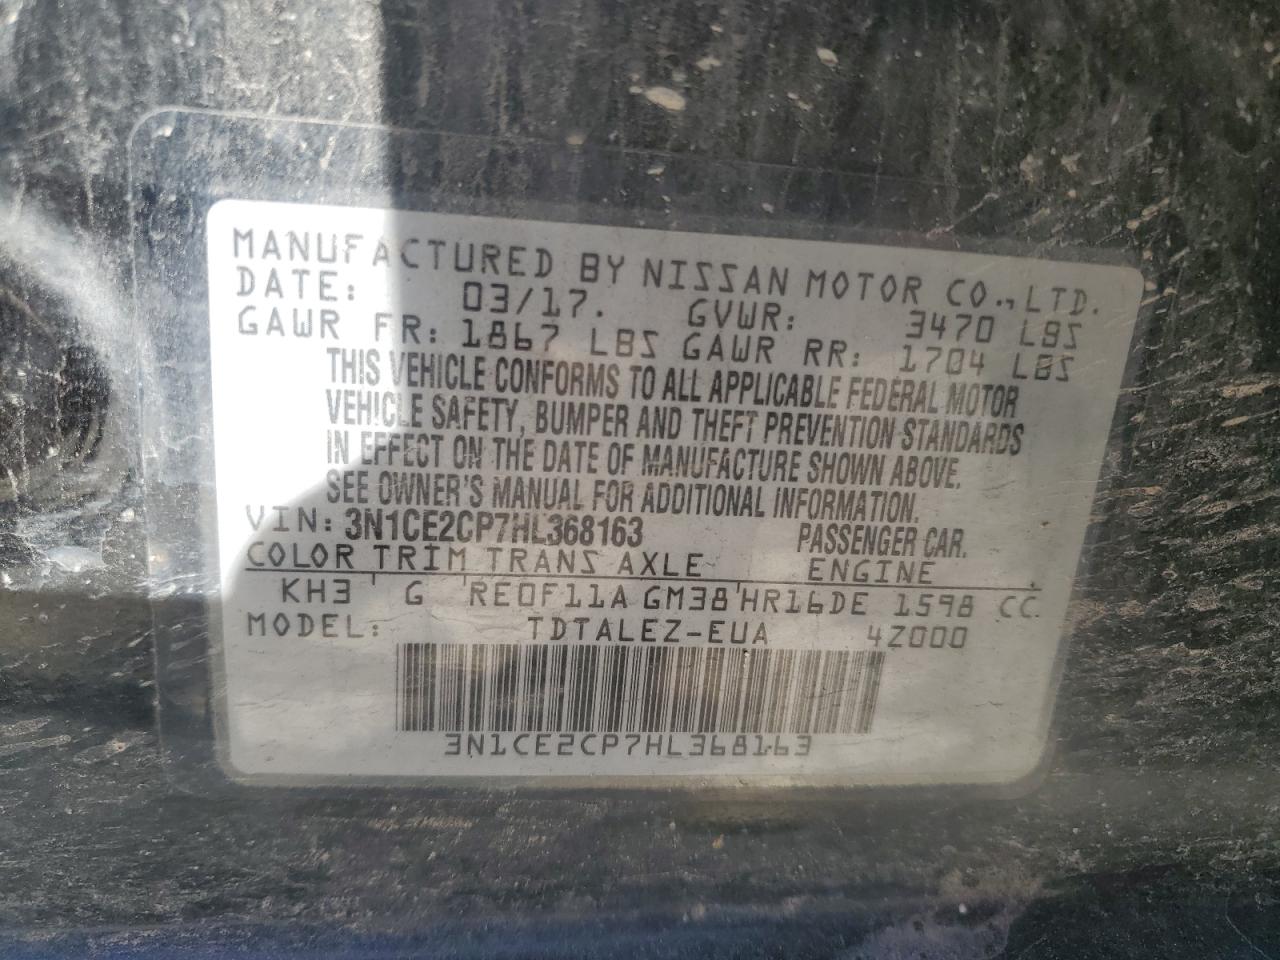 MANUFACTURED BY NISSAN MOTOR CO., LTD.
DATE: 03/17. GVWR: 3470 LBS
GAWR FR: 1867 LBS GAWR RR: 1704 LBS
THIS VEHICLE CONFORMS TO ALL APPLICABLE FEDERAL MOTOR
VEHICLE SAFETY, BUMPER AND THEFT PREVENTION STANDARDS
IN EFFECT ON THE DATE OF MANUFACTURE SHOWN ABOVE.
SEE OWNER'S MANUAL FOR ADDITIONAL INFORMATION.
VIN: 3N1CE2CP7HL368163 PASSENGER CAR.
COLOR TRIM TRANS AXLE ENGINE
KH3 G RE0F11A GM38 HR16DE 1598 CC
MODEL: TDTALEZ-EUA 4Z000
3N1CE2CP7HL368163